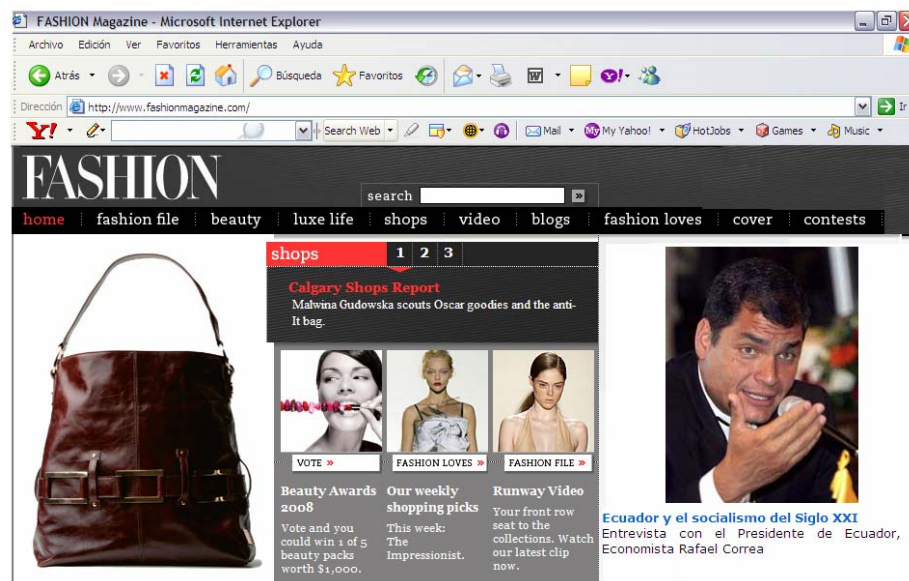 FASHION Magazine - Microsoft Internet Explorer
Archivo Edición Ver Favoritos Herramientas Ayuda
Atrás Búsqueda Favoritos
Dirección http://www.fashionmagazine.com/ Ir
Y! Search Web Mail My Yahoo! HotJobs Games Music
FASHION
search
home fashion file beauty luxe life shops video blogs fashion loves cover contests
shops 1 2 3
Calgary Shops Report
Malwina Gudowska scouts Oscar goodies and the anti-
It bag.
VOTE »
Beauty Awards
2008
Vote and you
could win 1 of 5
beauty packs
worth $1,000.
FASHION LOVES »
Our weekly
shopping picks
This week:
The
Impressionist.
FASHION FILE »
Runway Video
Your front row
seat to the
collections. Watch
our latest clip
now.
Ecuador y el socialismo del Siglo XXI
Entrevista con el Presidente de Ecuador,
Economista Rafael Correa